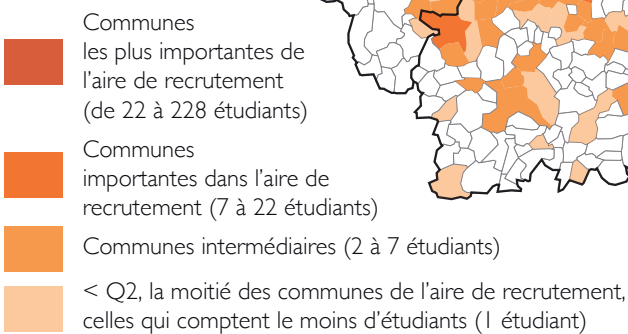 Communes
les plus importantes de
l'aire de recrutement
(de 22 à 228 étudiants)
Communes
importantes dans l'aire de
recrutement (7 à 22 étudiants)
Communes intermédiaires (2 à 7 étudiants)
< Q2, la moitié des communes de l'aire de recrutement,
celles qui comptent le moins d'étudiants (1 étudiant)